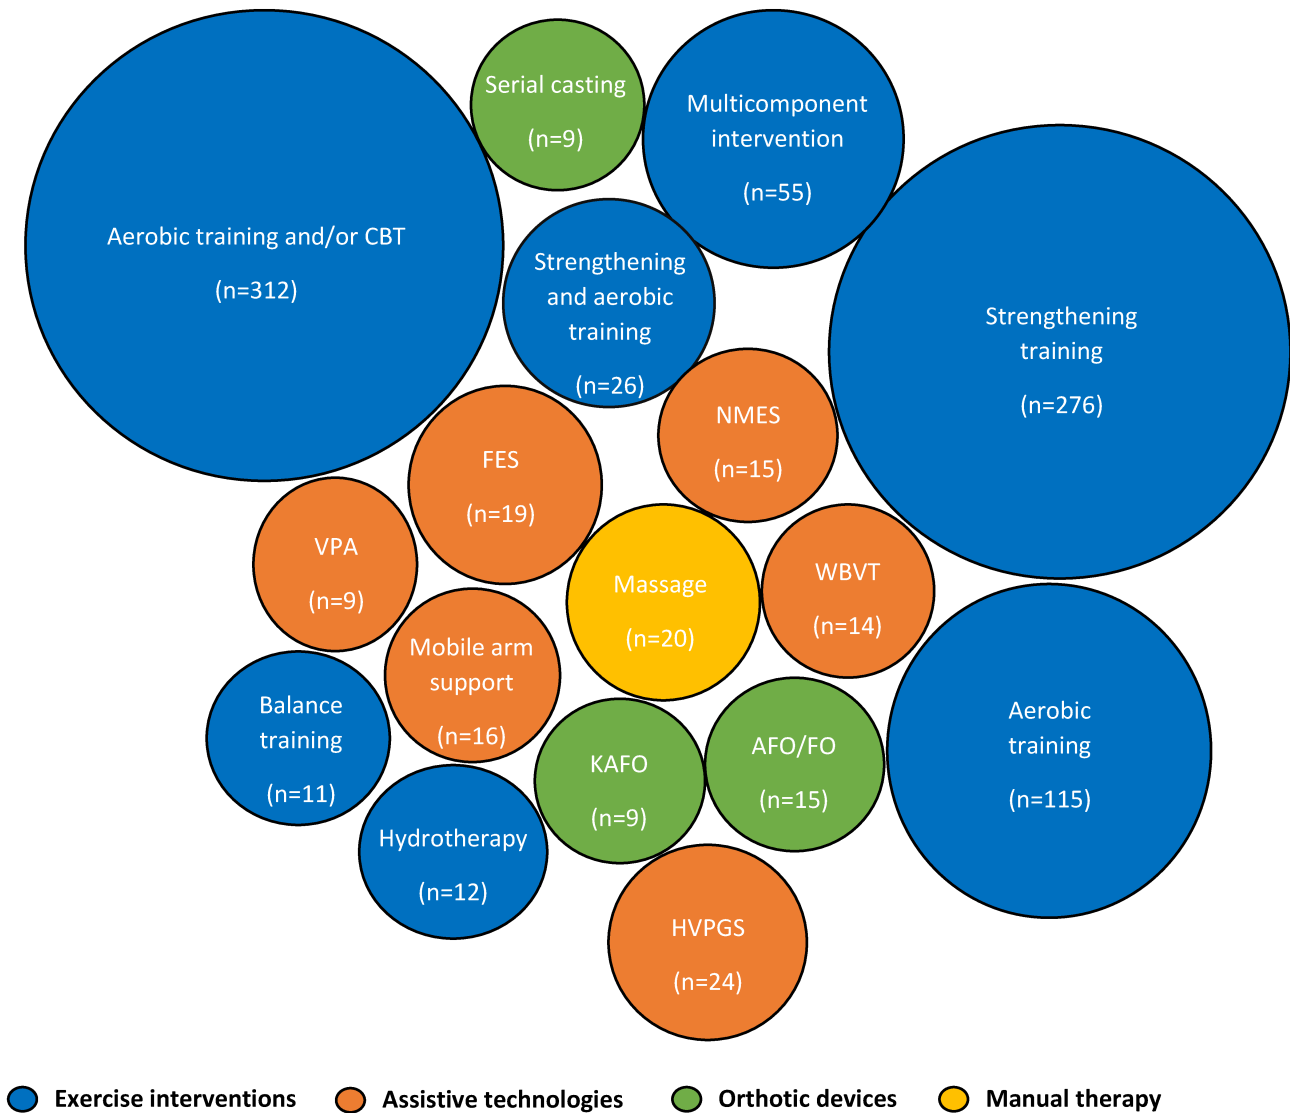 Serial casting
(n=9)
Multicomponent
intervention
(n=55)
Aerobic training and/or CBT
(n=312)
Strengthening
and aerobic
training
(n=26)
Strengthening
training
(n=276)
NMES
(n=15)
FES
(n=19)
VPA
(n=9)
Massage
(n=20)
WBVT
(n=14)
Mobile arm
support
(n=16)
Balance
training
(n=11)
KAFO
(n=9)
AFO/FO
(n=15)
Aerobic
training
(n=115)
Hydrotherapy
(n=12)
HVPGS
(n=24)
Exercise interventions
Assistive technologies
Orthotic devices
Manual therapy